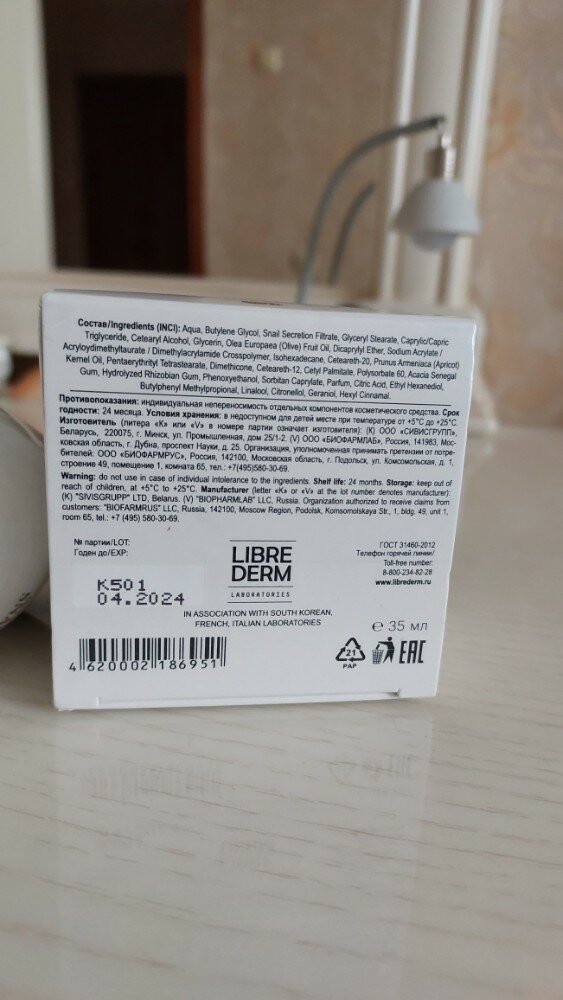 Состав/Ingredients (INCI): Aqua, Butylene Glycol, Snail Secretion Filtrate, Glyceryl Stearate, Caprylic/Capric
Triglyceride, Cetearyl Alcohol, Glycerin, Olea Europaea (Olive) Fruit Oil, Dicaprylyl Ether, Sodium Acrylate /
Acryloyldimethyltaurate / Dimethylacrylamide Crosspolymer, Isohexadecane, Ceteareth-20, Prunus Armeniaca (Apricot)
Kernel Oil, Pentaerythrityl Tetrastearate, Dimethicone, Ceteareth-12, Cetyl Palmitate, Polysorbate 60, Acacia Senegal
Gum, Hydrolyzed Rhizobian Gum, Phenoxyethanol, Sorbitan Caprylate, Parfum, Citric Acid, Ethyl Hexanediol,
Butylphenyl Methylpropional, Linalool, Citronellol, Geraniol, Hexyl Cinnamal.
Противопоказания: индивидуальная непереносимость отдельных компонентов косметического средства. Срок
годности: 24 месяца. Условия хранения: в недоступном для детей месте при температуре от +5°С до +25°С.
Изготовитель (литера «К» или «V» в номере партии означает изготовителя): (К) ООО «СИВИСГРУПП»,
Беларусь, 220075, г. Минск, ул. Промышленная, дом 25/1-2. (V) ООО «БИОФАРМЛАБ», Россия, 141983, Мос-
ковская область, г. Дубна, проспект Науки, д. 25. Организация, уполномоченная принимать претензии от потре-
бителей: ООО «БИОФАРМРУС», Россия, 142100, Московская область, г. Подольск, ул. Комсомольская, д. 1,
строение 49, помещение 1, комната 65, тел.: +7(495)580-30-69.
Warning: do not use in case of individual intolerance to the ingredients. Shelf life: 24 months. Storage: keep out of
reach of children, at +5°C to +25°C. Manufacturer (letter «K» or «V» at the lot number denotes manufacturer):
(K) "SIVISGRUPP" LTD, Belarus. (V) "BIOPHARMLAB" LLC, Russia. Organization authorized to receive claims from
customers: "BIOFARMRUS" LLC, Russia, 142100, Moscow Region, Podolsk, Komsomolskaya Str., 1, bldg. 49, unit 1,
room 65, tel.: +7 (495) 580-30-69.
№ партии/LOT:
Годен до/EXP:
K501
04.2024
LIBRE
DERM
LABORATORIES
IN ASSOCIATION WITH SOUTH KOREAN,
FRENCH, ITALIAN LABORATORIES
ГОСТ 31460-2012
Телефон горячей линии/
Toll-free number:
8-800-234-82-28
www.librederm.ru
℮ 35 мл
4 620002 186951
21
PAP
EAC